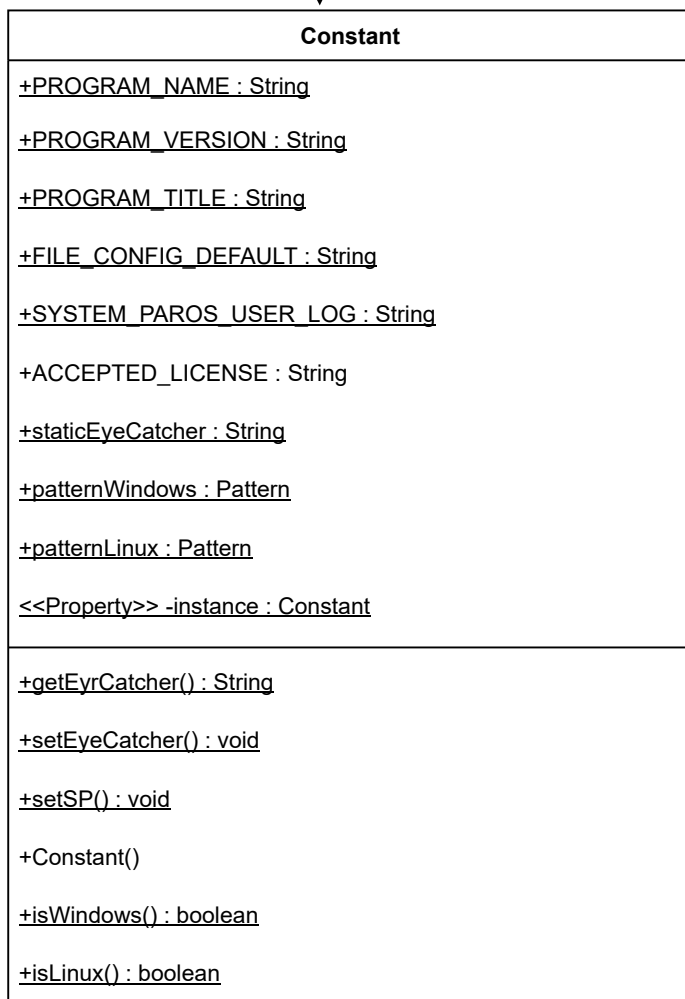 Constant
+PROGRAM_NAME : String
+PROGRAM_VERSION : String
+PROGRAM_TITLE : String
+FILE_CONFIG_DEFAULT : String
+SYSTEM_PAROS_USER_LOG : String
+ACCEPTED_LICENSE : String
+staticEyeCatcher : String
+patternWindows : Pattern
+patternLinux : Pattern
<<Property>> -instance : Constant
+getEyrCatcher() : String
+setEyeCatcher() : void
+setSP() : void
+Constant()
+isWindows() : boolean
+isLinux() : boolean